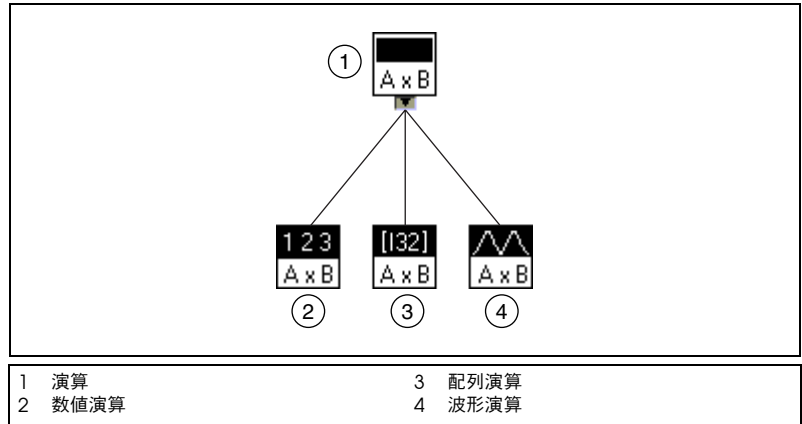 1
A x B
1 2 3
A x B
[I32]
A x B
A x B
2
3
4
1 演算
2 数値演算
3 配列演算
4 波形演算